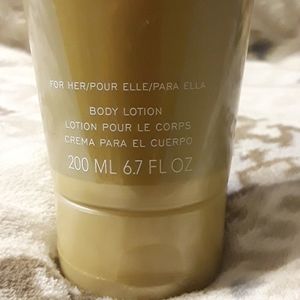 FOR HER/POUR ELLE/PARA ELLA
BODY LOTION
LOTION POUR LE CORPS
CREMA PARA EL CUERPO
200 ML 6.7 FL OZ